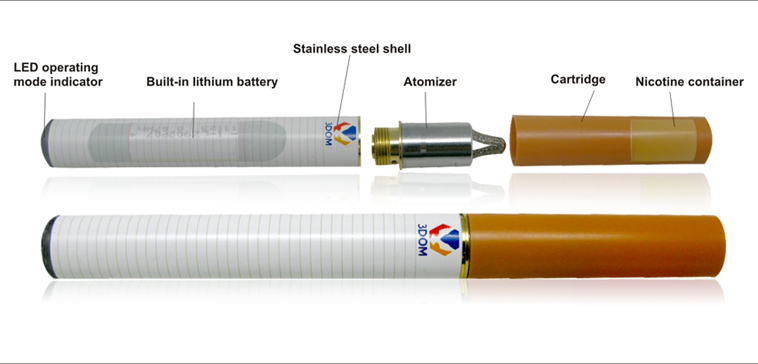 Stainless steel shell
LED operating
mode indicator
Built-in lithium battery
Atomizer
Cartridge
Nicotine container
3DOM
3DOM